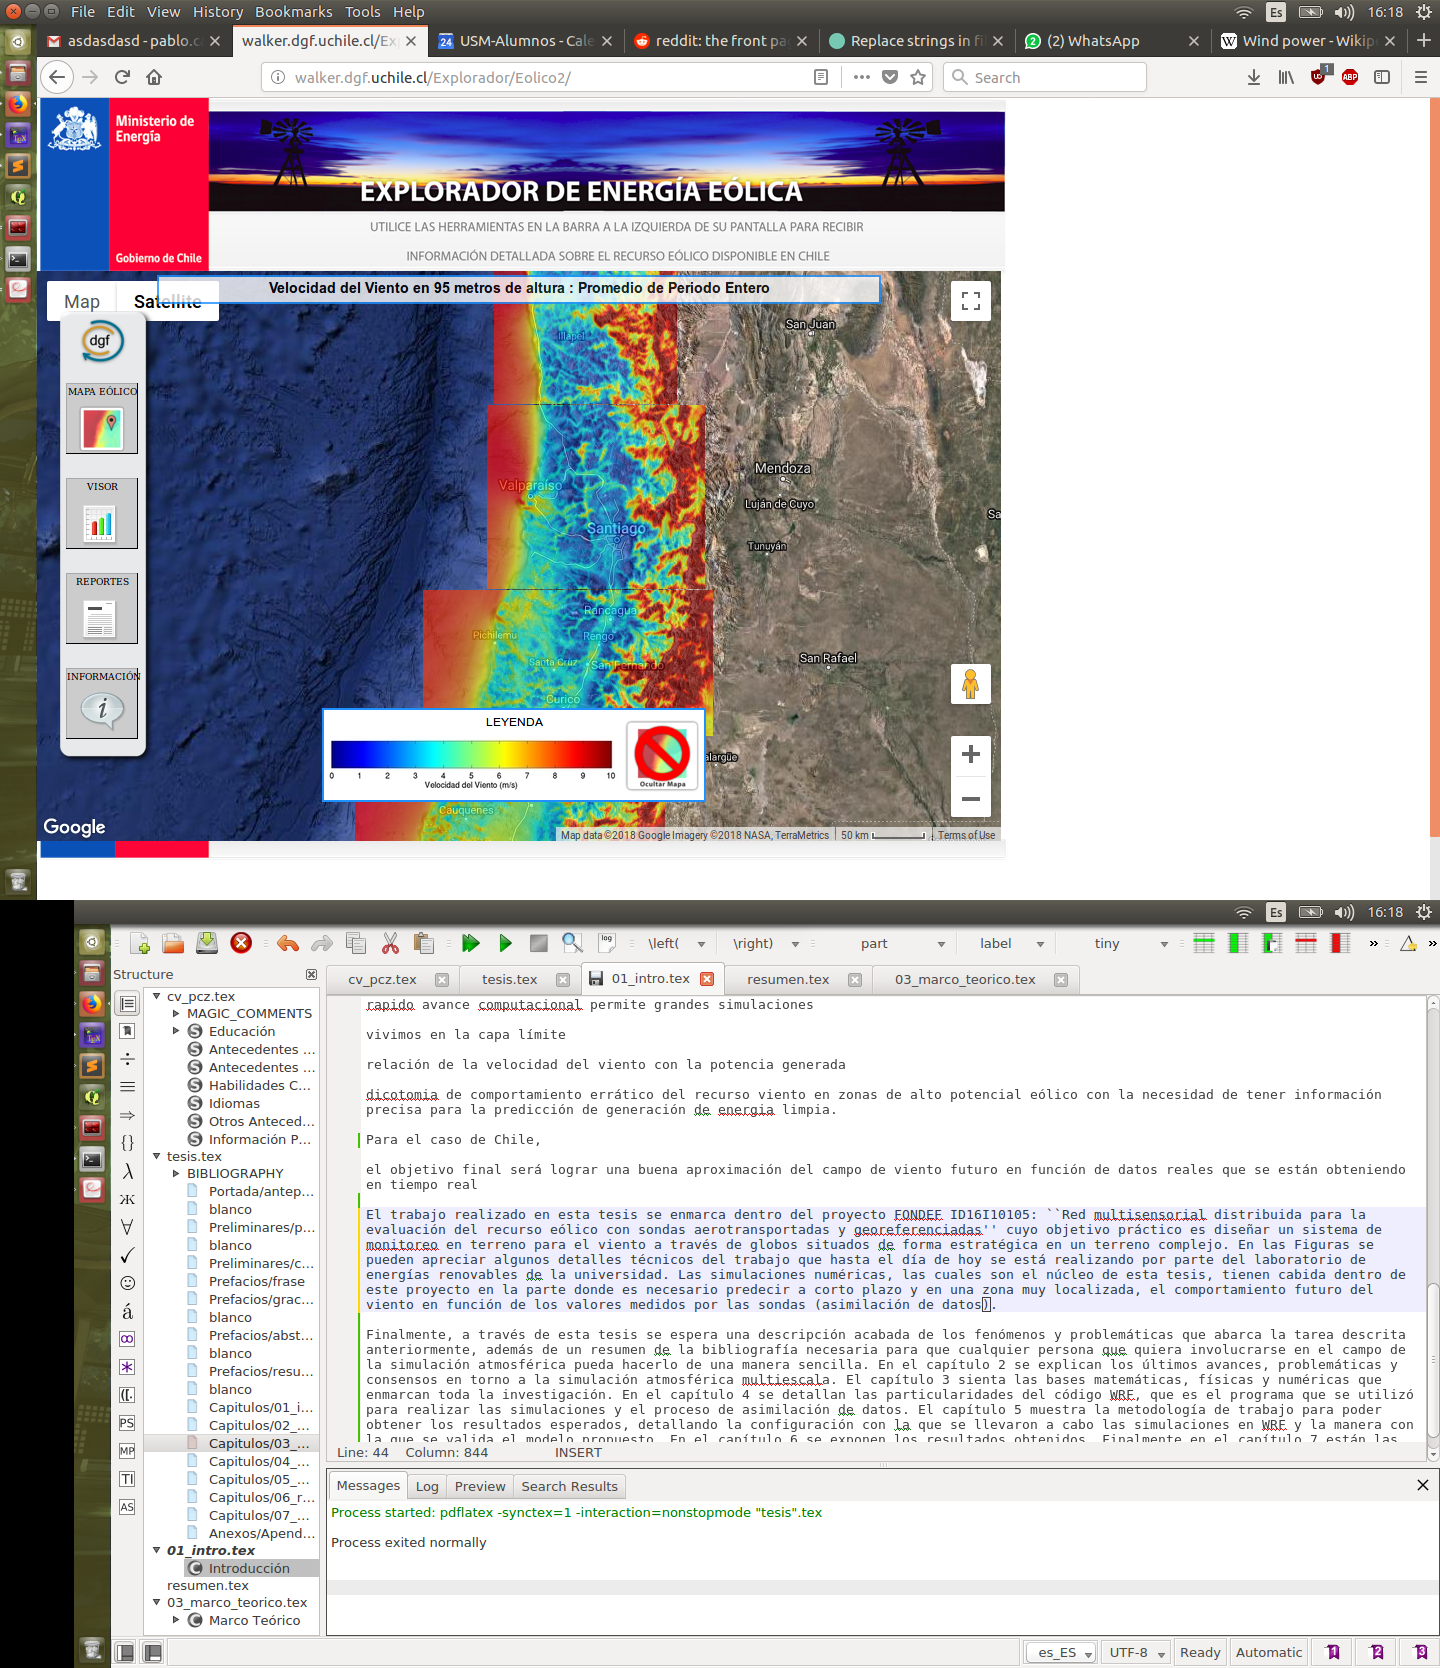 File Edit View History Bookmarks Tools Help
Es 16:18
asdasdasd - pablo.c
walker.dgf.uchile.cl/Exp
24 USM-Alumnos - Cale
reddit: the front pa
Replace strings in fi
(2) WhatsApp
W Wind power - Wikip
walker.dgf.uchile.cl/Explorador/Eolico2/
Search
1
ABP
Ministerio de
Energía
Gobierno de Chile
EXPLORADOR DE ENERGÍA EÓLICA
UTILICE LAS HERRAMIENTAS EN LA BARRA A LA IZQUIERDA DE SU PANTALLA PARA RECIBIR
INFORMACIÓN DETALLADA SOBRE EL RECURSO EÓLICO DISPONIBLE EN CHILE
Velocidad del Viento en 95 metros de altura : Promedio de Periodo Entero
Map Satellite
dgf
MAPA EÓLICO
VISOR
REPORTES
INFORMACIÓN
Illapel
San Juan
Mendoza
Luján de Cuyo
Valparaíso
Santiago
Sa
Tunuyán
Rancagua
Pichilemu
Rengo
Santa Cruz
San Fernando
San Rafael
Curicó
alargüe
Cauquenes
LEYENDA
0 1 2 3 4 5 6 7 8 9 10
Velocidad del Viento (m/s)
Ocultar Mapa
Google
Map data ©2018 Google Imagery ©2018 NASA, TerraMetrics 50 km Terms of Use
Es 16:18
log \left( \right) part label tiny » »
Structure
cv_pcz.tex tesis.tex 01_intro.tex resumen.tex 03_marco_teorico.tex
cv_pcz.tex
MAGIC_COMMENTS
Educación
Antecedentes ...
Antecedentes ...
Habilidades C...
Idiomas
Otros Anteced...
Información P...
tesis.tex
BIBLIOGRAPHY
Portada/antep...
blanco
Preliminares/p...
blanco
Preliminares/c...
Prefacios/frase
Prefacios/grac...
blanco
Prefacios/abst...
blanco
Prefacios/resu...
blanco
Capitulos/01_i...
Capitulos/02_...
Capitulos/03_...
Capitulos/04_...
Capitulos/05_...
Capitulos/06_r...
Capitulos/07_...
Anexos/Apend...
01_intro.tex
Introducción
resumen.tex
03_marco_teorico.tex
Marco Teórico
PS
MP
TI
AS
rapido avance computacional permite grandes simulaciones
vivimos en la capa límite
relación de la velocidad del viento con la potencia generada
dicotomia de comportamiento errático del recurso viento en zonas de alto potencial eólico con la necesidad de tener información
precisa para la predicción de generación de energia limpia.
Para el caso de Chile,
el objetivo final será lograr una buena aproximación del campo de viento futuro en función de datos reales que se están obteniendo
en tiempo real
El trabajo realizado en esta tesis se enmarca dentro del proyecto FONDEF ID16I10105: ``Red multisensorial distribuida para la
evaluación del recurso eólico con sondas aerotransportadas y georeferenciadas'' cuyo objetivo práctico es diseñar un sistema de
monitoreo en terreno para el viento a través de globos situados de forma estratégica en un terreno complejo. En las Figuras se
pueden apreciar algunos detalles técnicos del trabajo que hasta el día de hoy se está realizando por parte del laboratorio de
energías renovables de la universidad. Las simulaciones numéricas, las cuales son el núcleo de esta tesis, tienen cabida dentro de
este proyecto en la parte donde es necesario predecir a corto plazo y en una zona muy localizada, el comportamiento futuro del
viento en función de los valores medidos por las sondas (asimilación de datos).
Finalmente, a través de esta tesis se espera una descripción acabada de los fenómenos y problemáticas que abarca la tarea descrita
anteriormente, además de un resumen de la bibliografía necesaria para que cualquier persona que quiera involucrarse en el campo de
la simulación atmosférica pueda hacerlo de una manera sencilla. En el capítulo 2 se explican los últimos avances, problemáticas y
consensos en torno a la simulación atmosférica multiescala. El capítulo 3 sienta las bases matemáticas, físicas y numéricas que
enmarcan toda la investigación. En el capítulo 4 se detallan las particularidades del código WRF, que es el programa que se utilizó
para realizar las simulaciones y el proceso de asimilación de datos. El capítulo 5 muestra la metodología de trabajo para poder
obtener los resultados esperados, detallando la configuración con la que se llevaron a cabo las simulaciones en WRF y la manera con
la que se valida el modelo propuesto. En el capítulo 6 se exponen los resultados obtenidos. Finalmente en el capítulo 7 están las
Line: 44 Column: 844 INSERT
Messages Log Preview Search Results
Process started: pdflatex -synctex=1 -interaction=nonstopmode "tesis".tex
Process exited normally
es_ES UTF-8 Ready Automatic 1 2 3